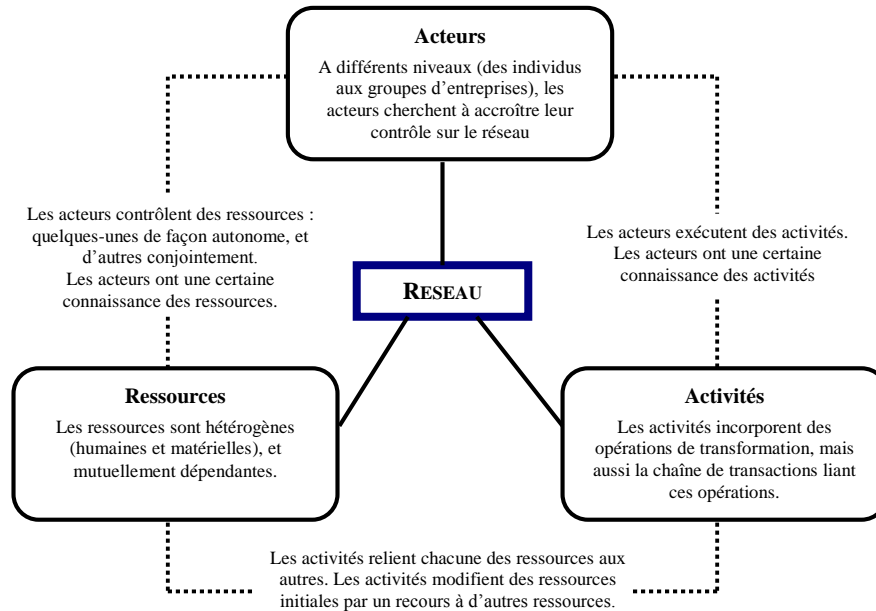 Acteurs
A différents niveaux (des individus
aux groupes d'entreprises), les
acteurs cherchent à accroître leur
contrôle sur le réseau
Les acteurs contrôlent des ressources :
quelques-unes de façon autonome, et
d'autres conjointement.
Les acteurs ont une certaine
connaissance des ressources.
Les acteurs exécutent des activités.
Les acteurs ont une certaine
connaissance des activités
RESEAU
Ressources
Les ressources sont hétérogènes
(humaines et matérielles), et
mutuellement dépendantes.
Activités
Les activités incorporent des
opérations de transformation, mais
aussi la chaîne de transactions liant
ces opérations.
Les activités relient chacune des ressources aux
autres. Les activités modifient des ressources
initiales par un recours à d'autres ressources.